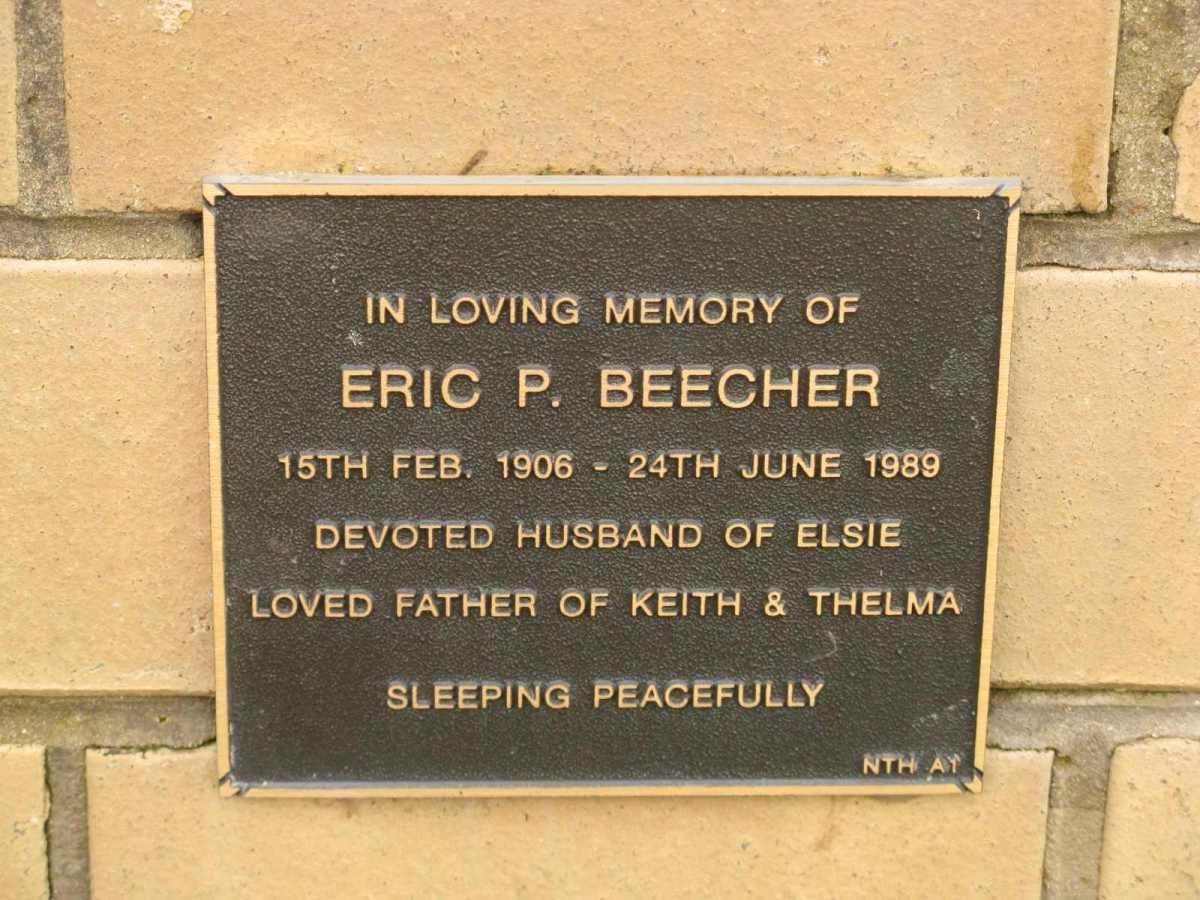 IN LOVING MEMORY OF
ERIC P. BEECHER
15TH FEB. 1906 - 24TH JUNE 1989
DEVOTED HUSBAND OF ELSIE
LOVED FATHER OF KEITH & THELMA
SLEEPING PEACEFULLY
NTH A1